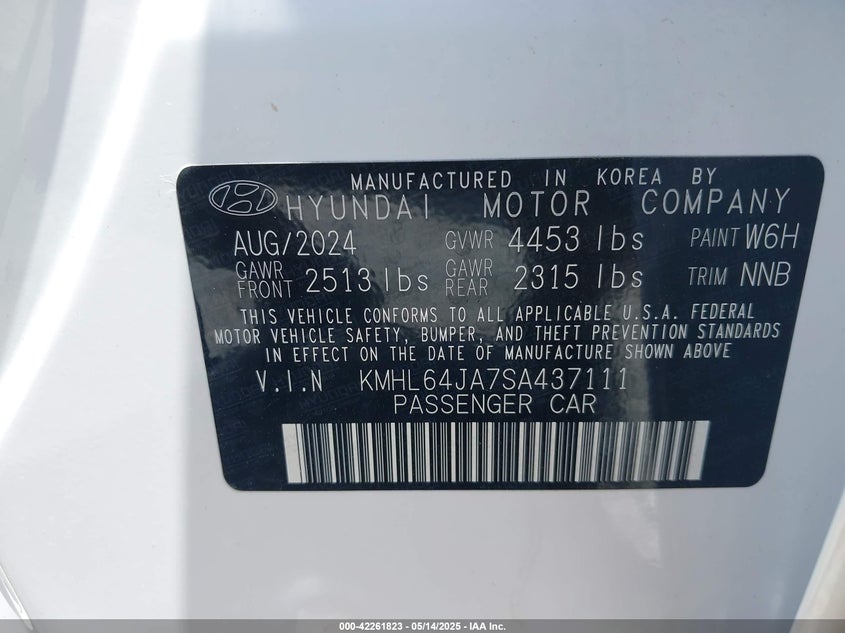 MANUFACTURED IN KOREA BY
HYUNDAI MOTOR COMPANY
AUG/2024 GVWR 4453 lbs PAINT W6H
GAWR FRONT 2513 lbs GAWR REAR 2315 lbs TRIM NNB
THIS VEHICLE CONFORMS TO ALL APPLICABLE U.S.A. FEDERAL
MOTOR VEHICLE SAFETY, BUMPER, AND THEFT PREVENTION STANDARDS
IN EFFECT ON THE DATE OF MANUFACTURE SHOWN ABOVE
V.I.N KMHL64JA7SA437111
PASSENGER CAR
000-42261823 - 05/14/2025 - IAA Inc.